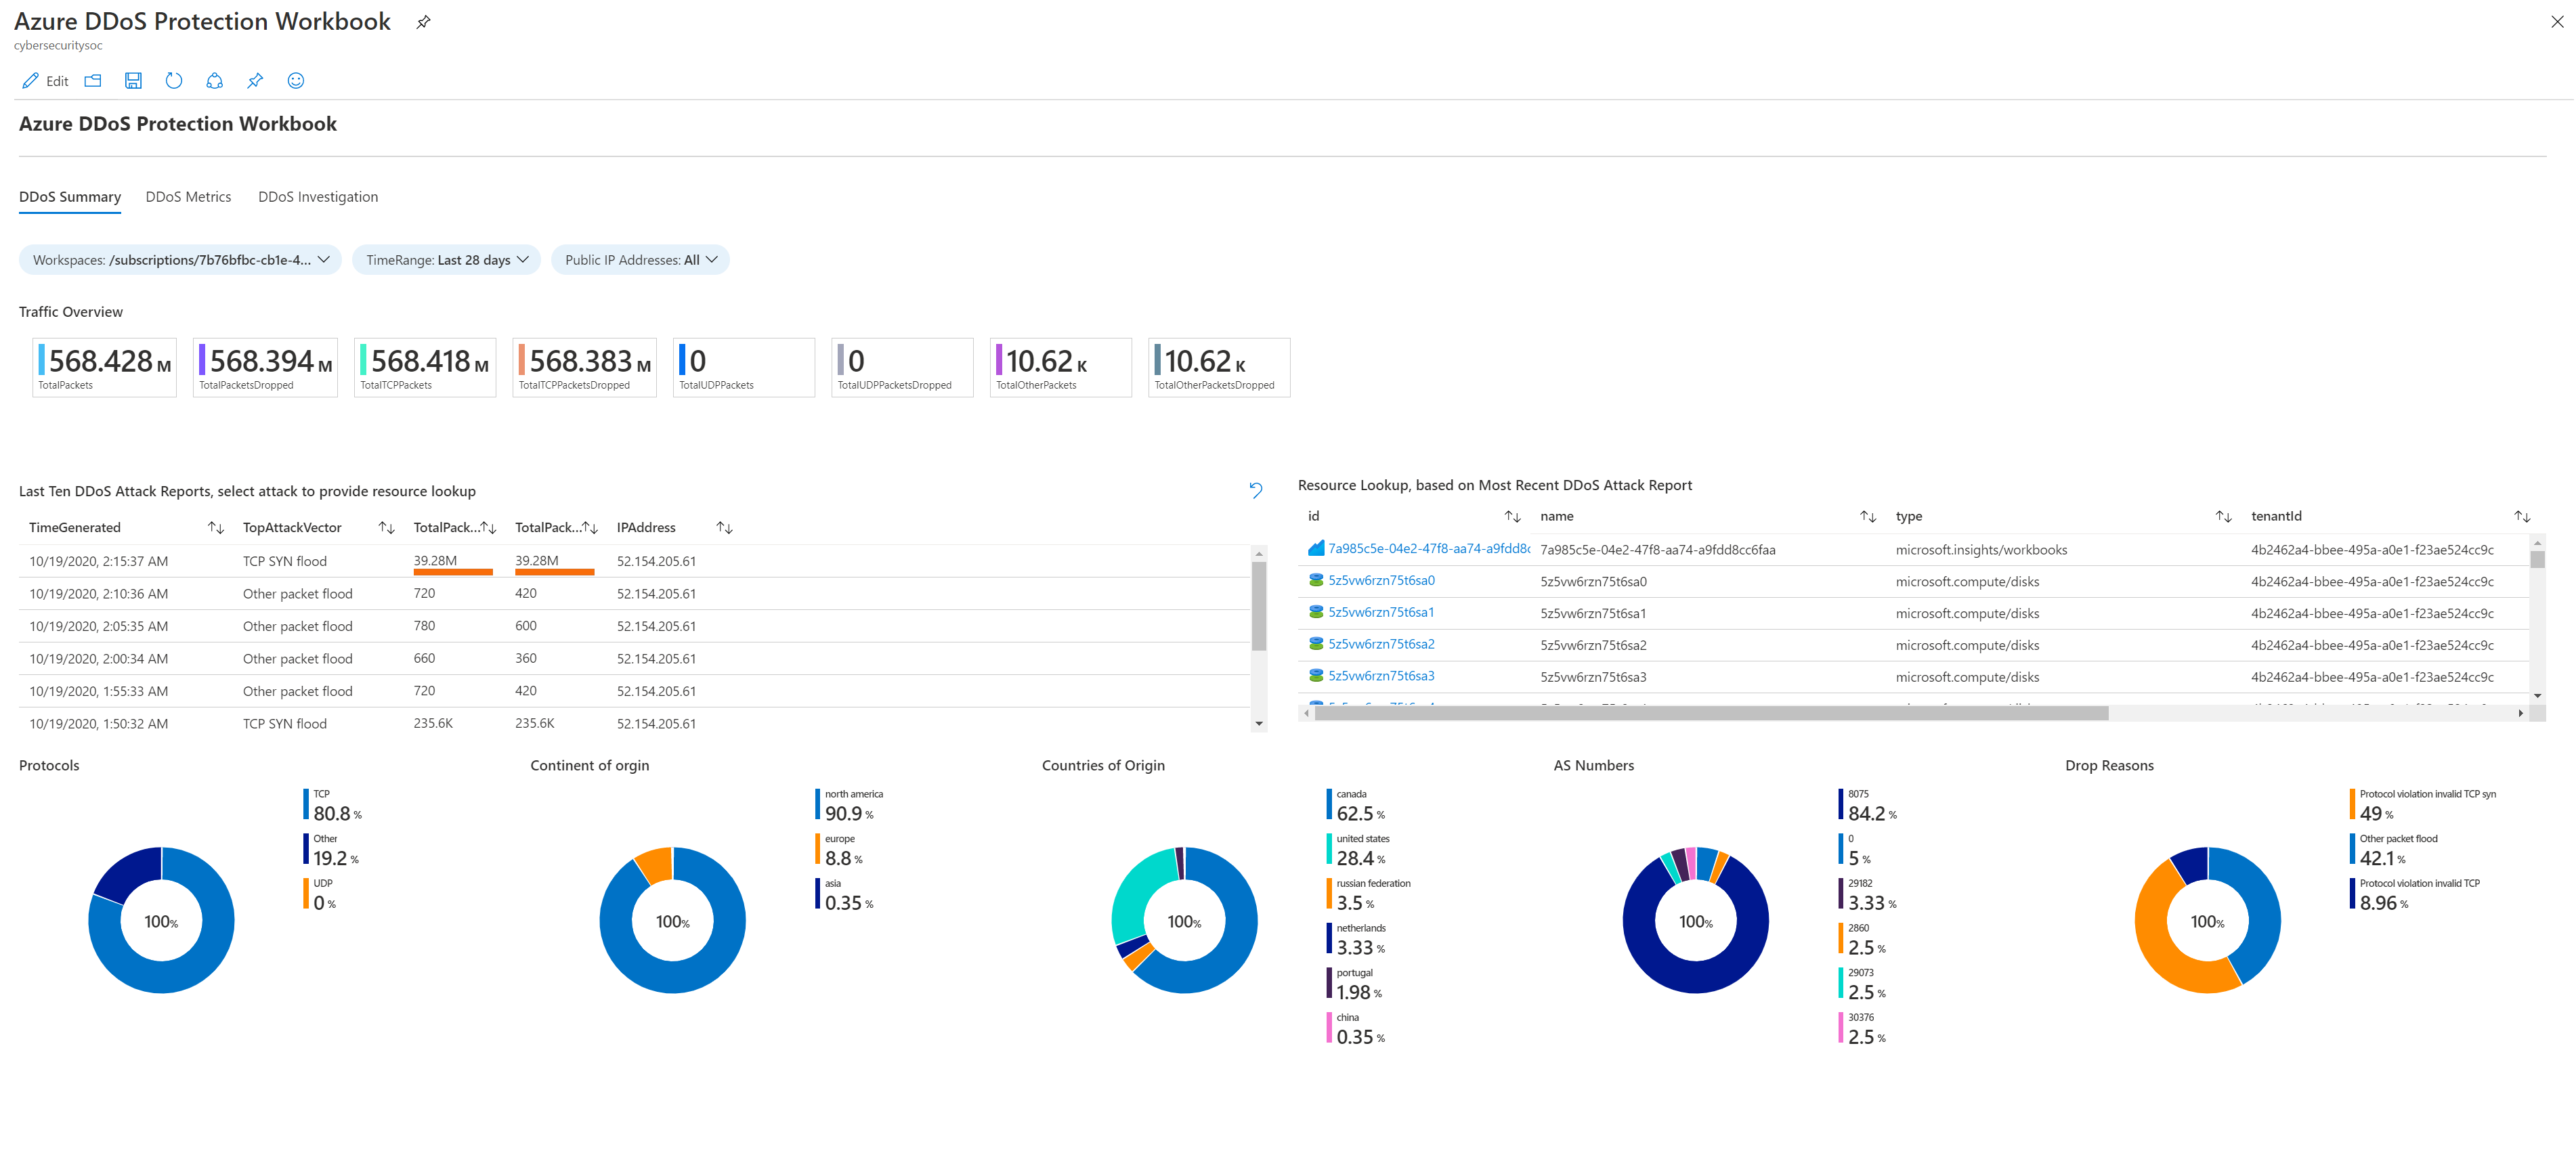 Azure DDoS Protection Workbook
cybersecuritysoc
Edit
Azure DDoS Protection Workbook
DDoS Summary DDoS Metrics DDoS Investigation
Workspaces: /subscriptions/7b76bfbc-cb1e-4... TimeRange: Last 28 days Public IP Addresses: All
Traffic Overview
568.428 M 568.394 M 568.418 M 568.383 M 0 0 10.62 K 10.62 K
TotalPackets TotalPacketsDropped TotalTCPPackets TotalTCPPacketsDropped TotalUDPPackets TotalUDPPacketsDropped TotalOtherPackets TotalOtherPacketsDropped
Last Ten DDoS Attack Reports, select attack to provide resource lookup
TimeGenerated TopAttackVector TotalPack... TotalPack... IPAddress
10/19/2020, 2:15:37 AM TCP SYN flood 39.28M 39.28M 52.154.205.61
10/19/2020, 2:10:36 AM Other packet flood 720 420 52.154.205.61
10/19/2020, 2:05:35 AM Other packet flood 780 600 52.154.205.61
10/19/2020, 2:00:34 AM Other packet flood 660 360 52.154.205.61
10/19/2020, 1:55:33 AM Other packet flood 720 420 52.154.205.61
10/19/2020, 1:50:32 AM TCP SYN flood 235.6K 235.6K 52.154.205.61
Resource Lookup, based on Most Recent DDoS Attack Report
id name type tenantId
7a985c5e-04e2-47f8-aa74-a9fdd8c 7a985c5e-04e2-47f8-aa74-a9fdd8cc6faa microsoft.insights/workbooks 4b2462a4-bbee-495a-a0e1-f23ae524cc9c
5z5vw6rzn75t6sa0 5z5vw6rzn75t6sa0 microsoft.compute/disks 4b2462a4-bbee-495a-a0e1-f23ae524cc9c
5z5vw6rzn75t6sa1 5z5vw6rzn75t6sa1 microsoft.compute/disks 4b2462a4-bbee-495a-a0e1-f23ae524cc9c
5z5vw6rzn75t6sa2 5z5vw6rzn75t6sa2 microsoft.compute/disks 4b2462a4-bbee-495a-a0e1-f23ae524cc9c
5z5vw6rzn75t6sa3 5z5vw6rzn75t6sa3 microsoft.compute/disks 4b2462a4-bbee-495a-a0e1-f23ae524cc9c
Protocols
100%
TCP
80.8 %
Other
19.2 %
UDP
0 %
Continent of orgin
100%
north america
90.9 %
europe
8.8 %
asia
0.35 %
Countries of Origin
100%
canada
62.5 %
united states
28.4 %
russian federation
3.5 %
netherlands
3.33 %
portugal
1.98 %
china
0.35 %
AS Numbers
100%
8075
84.2 %
0
5 %
29182
3.33 %
2860
2.5 %
29073
2.5 %
30376
2.5 %
Drop Reasons
100%
Protocol violation invalid TCP syn
49 %
Other packet flood
42.1 %
Protocol violation invalid TCP
8.96 %